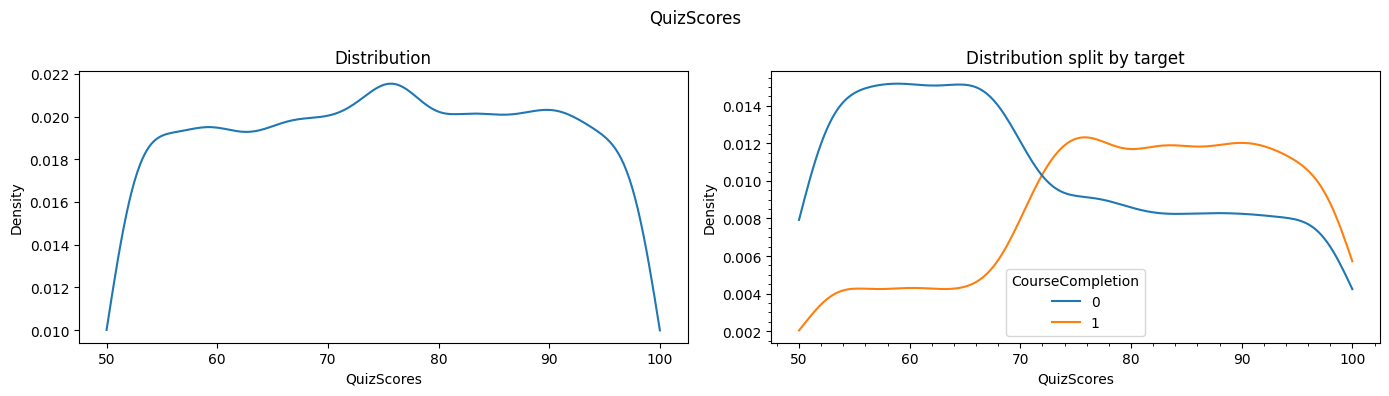 QuizScores
Distribution
0.022
0.020
0.018
0.016
0.014
0.012
0.010
Density
50 60 70 80 90 100
QuizScores
Distribution split by target
0.014
0.012
0.010
0.008
0.006
0.004
0.002
Density
CourseCompletion
0
1
50 60 70 80 90 100
QuizScores